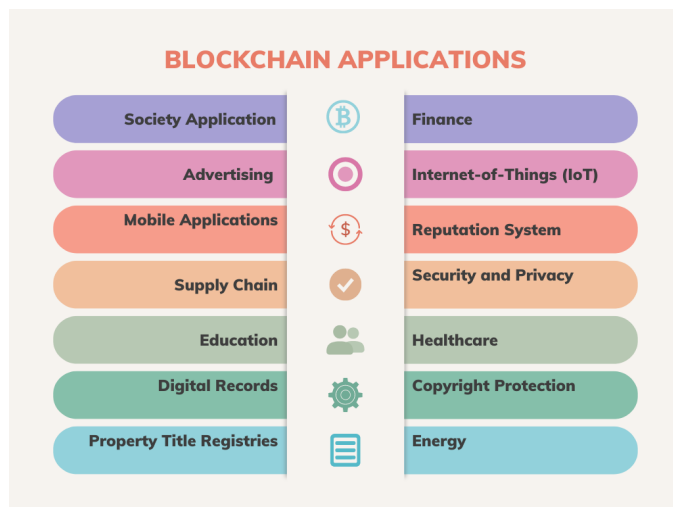 BLOCKCHAIN APPLICATIONS
Society Application
Finance
Advertising
Internet-of-Things (IoT)
Mobile Applications
Reputation System
Supply Chain
Security and Privacy
Education
Healthcare
Digital Records
Copyright Protection
Property Title Registries
Energy